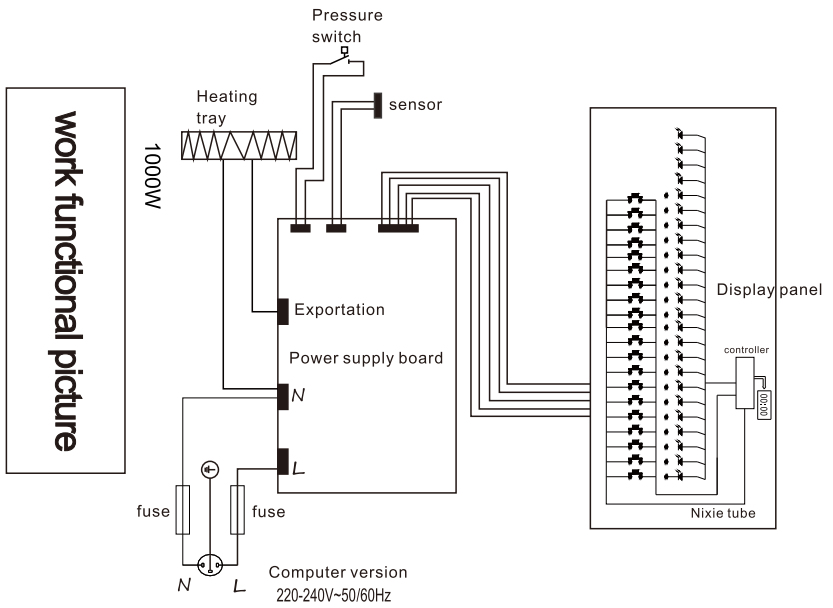 Pressure
switch
Heating
tray
sensor
work functional picture
1000W
Exportation
Power supply board
N
L
Display panel
controller
00:00
Nixie tube
fuse
fuse
N
L
Computer version
220-240V~50/60Hz